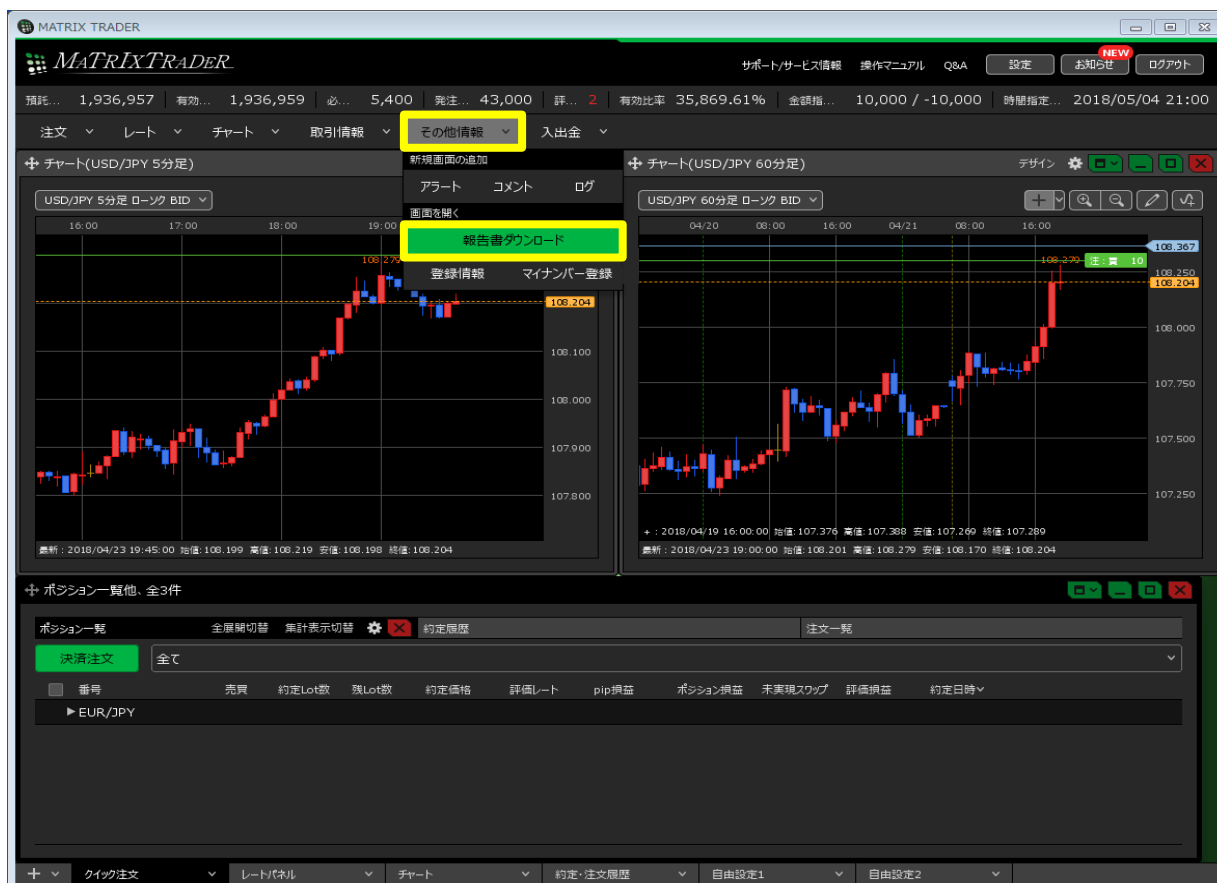 MATRIX TRADER
MATRIXTRADER
サポート/サービス情報 操作マニュアル Q&A 設定 お知らせ NEW ログアウト
預託... 1,936,957 有効... 1,936,959 必... 5,400 発注... 43,000 評... 2 有効比率 35,869.61% 金額指... 10,000 / -10,000 時間指定... 2018/05/04 21:00
注文 レート チャート 取引情報 その他情報 入出金
チャート(USD/JPY 5分足)
新規画面の追加
アラート コメント ログ
画面を開く
報告書ダウンロード
登録情報 マイナンバー登録
USD/JPY 5分足 ローソク BID
16:00 17:00 18:00 19:00
108.279
108.204
108.100
108.000
107.900
107.800
最新 : 2018/04/23 19:45:00 始値:108.199 高値:108.219 安値:108.198 終値:108.204
チャート(USD/JPY 60分足) デザイン
USD/JPY 60分足 ローソク BID
04/20 08:00 16:00 04/21 08:00 16:00
108.367
108.279 注:買 10
108.250
108.204
108.000
107.750
107.500
107.250
+ : 2018/04/19 16:00:00 始値:107.376 高値:107.388 安値:107.269 終値:107.289
最新 : 2018/04/23 19:00:00 始値:108.201 高値:108.279 安値:108.170 終値:108.204
ポジション一覧他、全3件
ポジション一覧 全展開切替 集計表示切替 約定履歴 注文一覧
決済注文 全て
番号 売買 約定Lot数 残Lot数 約定価格 評価レート pip損益 ポジション損益 未実現スワップ 評価損益 約定日時
EUR/JPY
クイック注文 レートパネル チャート 約定・注文履歴 自由設定1 自由設定2